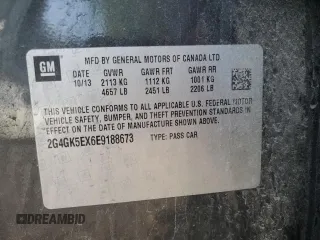 GM
MFD BY GENERAL MOTORS OF CANADA LTD
DATE GVWR GAWR FRT GAWR RR
10/13 2113 KG 1112 KG 1001 KG
4657 LB 2451 LB 2206 LB
THIS VEHICLE CONFORMS TO ALL APPLICABLE U.S. FEDERAL MOTOR
VEHICLE SAFETY, BUMPER, AND THEFT PREVENTION STANDARDS IN
EFFECT ON THE DATE OF MANUFACTURE SHOWN ABOVE.
2G4GK5EX6E9188673 TYPE: PASS CAR
DREAMBID